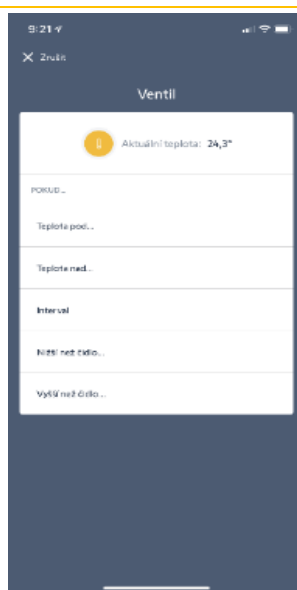 9:21
Zrušit
Ventil
Aktuální teplota: 24,3°
POKUD...
Teplota pod...
Teplota nad...
Interval
Nižší než čidlo...
Vyšší než čidlo...